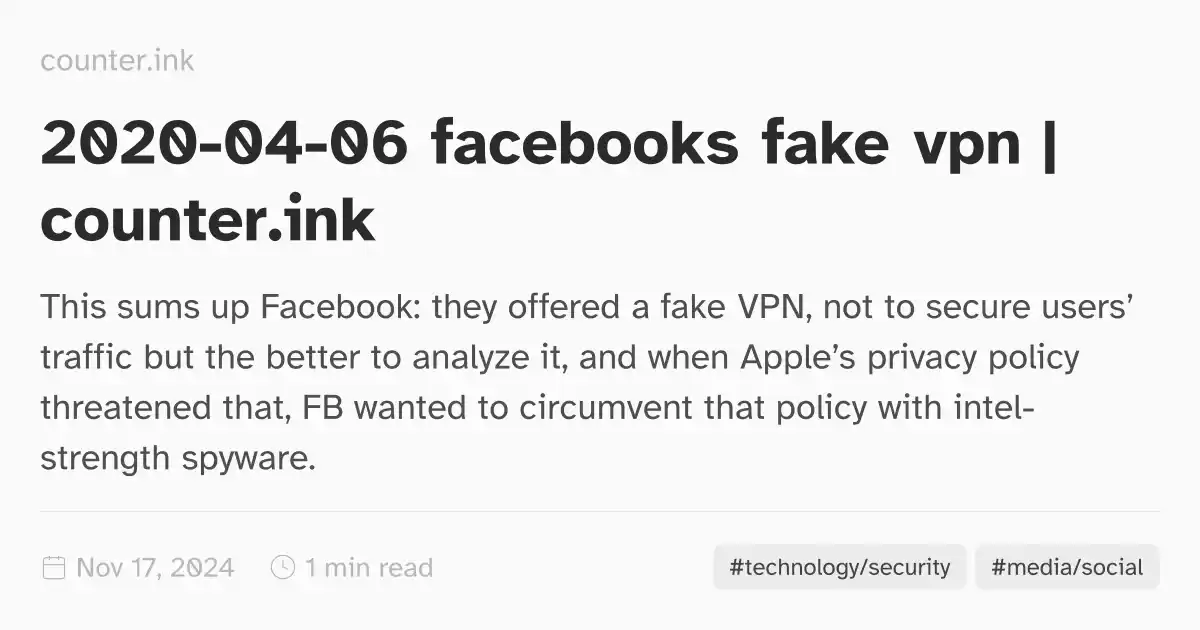 counter.ink
2020-04-06 facebooks fake vpn |
counter.ink
This sums up Facebook: they offered a fake VPN, not to secure users’
traffic but the better to analyze it, and when Apple’s privacy policy
threatened that, FB wanted to circumvent that policy with intel-
strength spyware.
Nov 17, 2024 1 min read #technology/security #media/social